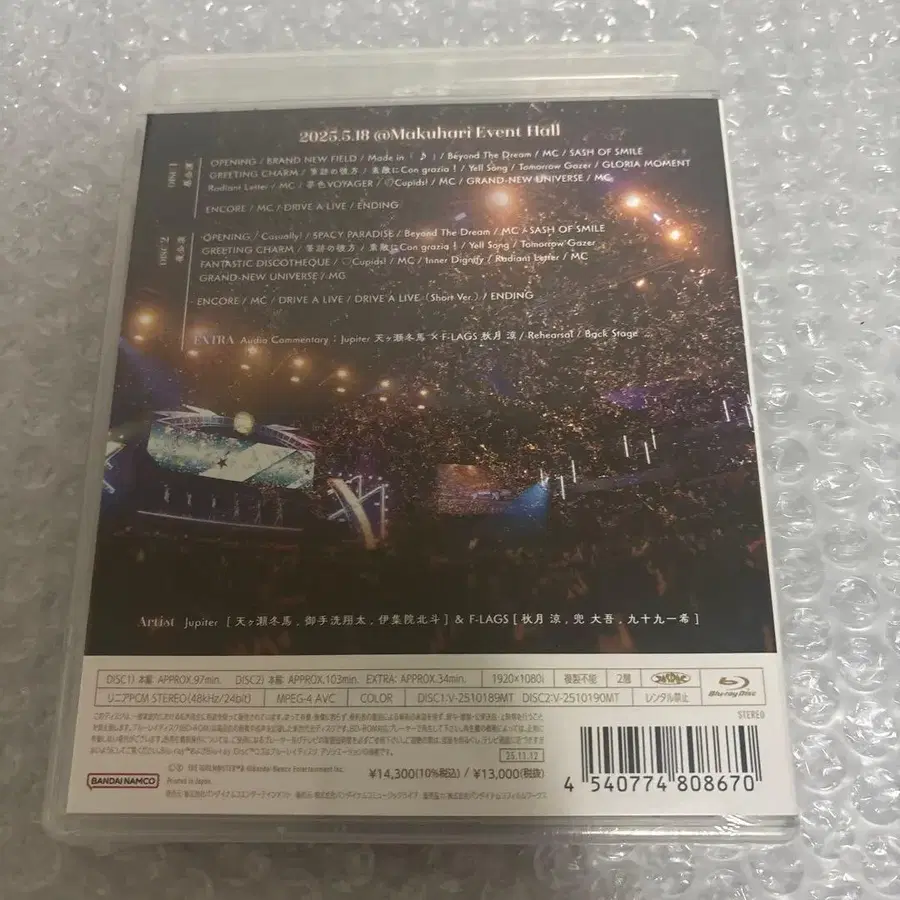 2025.5.18 @Makuhari Event Hall
DISC 1
OPENING / BRAND NEW FIELD / Made in「♪」/ Beyond The Dream / MC / SASH OF SMILE
GREETING CHARM / 筆跡の彼方 / 素敵にCon grazia! / Yell Song / Tomorrow Gazer / GLORIA MOMENT
Radiant Letter / MC / 夢色VOYAGER / ♡Cupids! / MC / GRAND-NEW UNIVERSE / MC
ENCORE / MC / DRIVE A LIVE / ENDING
DISC 2
OPENING / Casually! / SPACY PARADISE / Beyond The Dream / MC / SASH OF SMILE
GREETING CHARM / 筆跡の彼方 / 素敵にCon grazia! / Yell Song / Tomorrow Gazer
FANTASTIC DISCOTHEQUE / ♡Cupids! / MC / Inner Dignity / Radiant Letter / MC
GRAND-NEW UNIVERSE / MC
ENCORE / MC / DRIVE A LIVE / DRIVE A LIVE (Short Ver.) / ENDING
EXTRA Audio Commentary : Jupiter 天ヶ瀬冬馬 × F-LAGS 秋月 涼 / Rehearsal / Back Stage
Artist Jupiter [ 天ヶ瀬冬馬 , 御手洗翔太 , 伊集院北斗 ] & F-LAGS [ 秋月 涼 , 兜 大吾 , 九十九一希 ]
DISC1) 本編: APPROX.97min. DISC2) 本編: APPROX.103min. EXTRA: APPROX.34min. 1920×1080i 複製不能 2層
リニアPCM STEREO(48kHz/24bit) MPEG-4 AVC COLOR DISC1:V-2510189MT DISC2:V-2510190MT レンタル禁止 Blu-ray Disc
STEREO
25.11.12
BANDAI NAMCO
Printed in Japan.
¥14,300(10%税込) / ¥13,000(税抜)
4 540774 808670